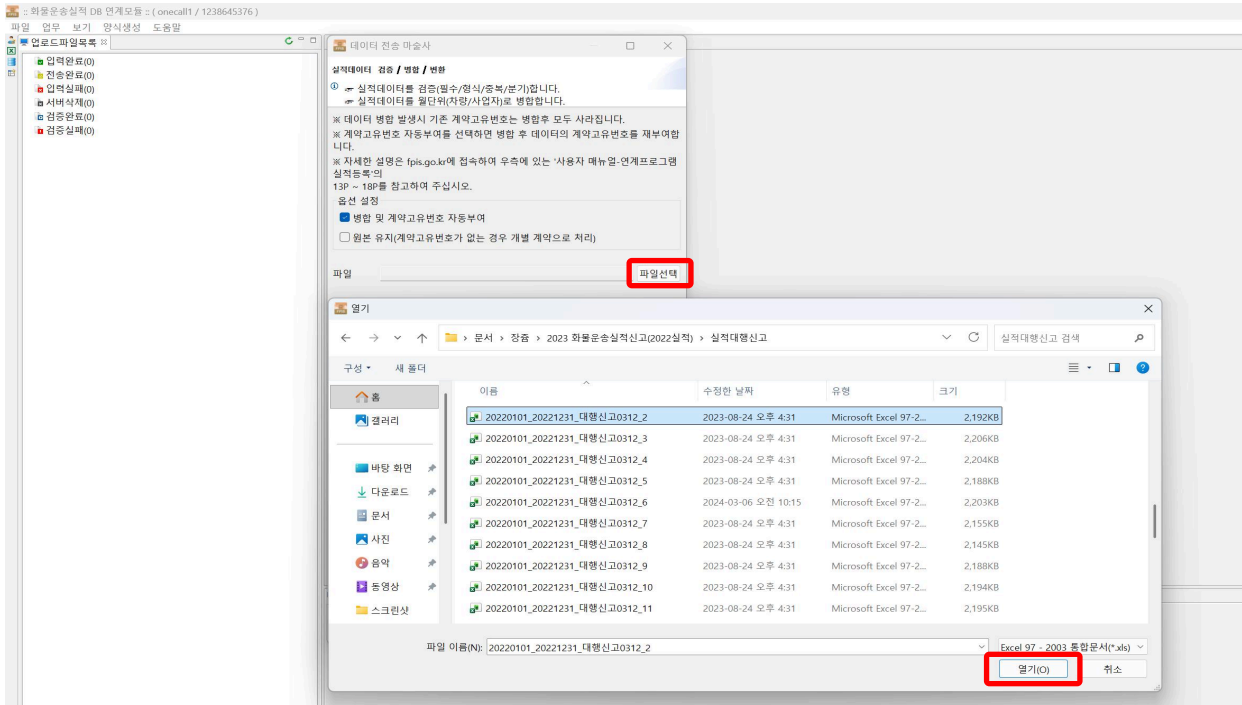 :: 화물운송실적 DB 연계모듈 :: ( onecall1 / 1238645376 )
파일 업무 보기 양식생성 도움말
업로드파일목록
입력완료(0)
전송완료(0)
입력실패(0)
서버삭제(0)
검증완료(0)
검증실패(0)
데이터 전송 마술사
실적데이터 검증 / 병합 / 변환
☞ 실적데이터를 검증(필수/형식/중복/분기)합니다.
☞ 실적데이터를 월단위(차량/사업자)로 병합합니다.
※ 데이터 병합 발생시 기존 계약고유번호는 병합후 모두 사라집니다.
※ 계약고유번호 자동부여를 선택하면 병합 후 데이터의 계약고유번호를 재부여합
니다.
※ 자세한 설명은 fpis.go.kr에 접속하여 우측에 있는 '사용자 매뉴얼-연계프로그램
실적등록'의
13P ~ 18P를 참고하여 주십시오.
옵션 설정
병합 및 계약고유번호 자동부여
원본 유지(계약고유번호가 없는 경우 개별 계약으로 처리)
파일 파일선택
열기
문서 › 장즘 › 2023 화물운송실적신고(2022실적) › 실적대행신고
실적대행신고 검색
구성 새 폴더
홈
갤러리
바탕 화면
다운로드
문서
사진
음악
동영상
스크린샷
이름 수정한 날짜 유형 크기
20220101_20221231_대행신고0312_2 2023-08-24 오후 4:31 Microsoft Excel 97-2... 2,192KB
20220101_20221231_대행신고0312_3 2023-08-24 오후 4:31 Microsoft Excel 97-2... 2,206KB
20220101_20221231_대행신고0312_4 2023-08-24 오후 4:31 Microsoft Excel 97-2... 2,204KB
20220101_20221231_대행신고0312_5 2023-08-24 오후 4:31 Microsoft Excel 97-2... 2,188KB
20220101_20221231_대행신고0312_6 2024-03-06 오전 10:15 Microsoft Excel 97-2... 2,203KB
20220101_20221231_대행신고0312_7 2023-08-24 오후 4:31 Microsoft Excel 97-2... 2,155KB
20220101_20221231_대행신고0312_8 2023-08-24 오후 4:31 Microsoft Excel 97-2... 2,145KB
20220101_20221231_대행신고0312_9 2023-08-24 오후 4:31 Microsoft Excel 97-2... 2,188KB
20220101_20221231_대행신고0312_10 2023-08-24 오후 4:31 Microsoft Excel 97-2... 2,194KB
20220101_20221231_대행신고0312_11 2023-08-24 오후 4:31 Microsoft Excel 97-2... 2,195KB
파일 이름(N): 20220101_20221231_대행신고0312_2 Excel 97 - 2003 통합문서(*.xls)
열기(O) 취소